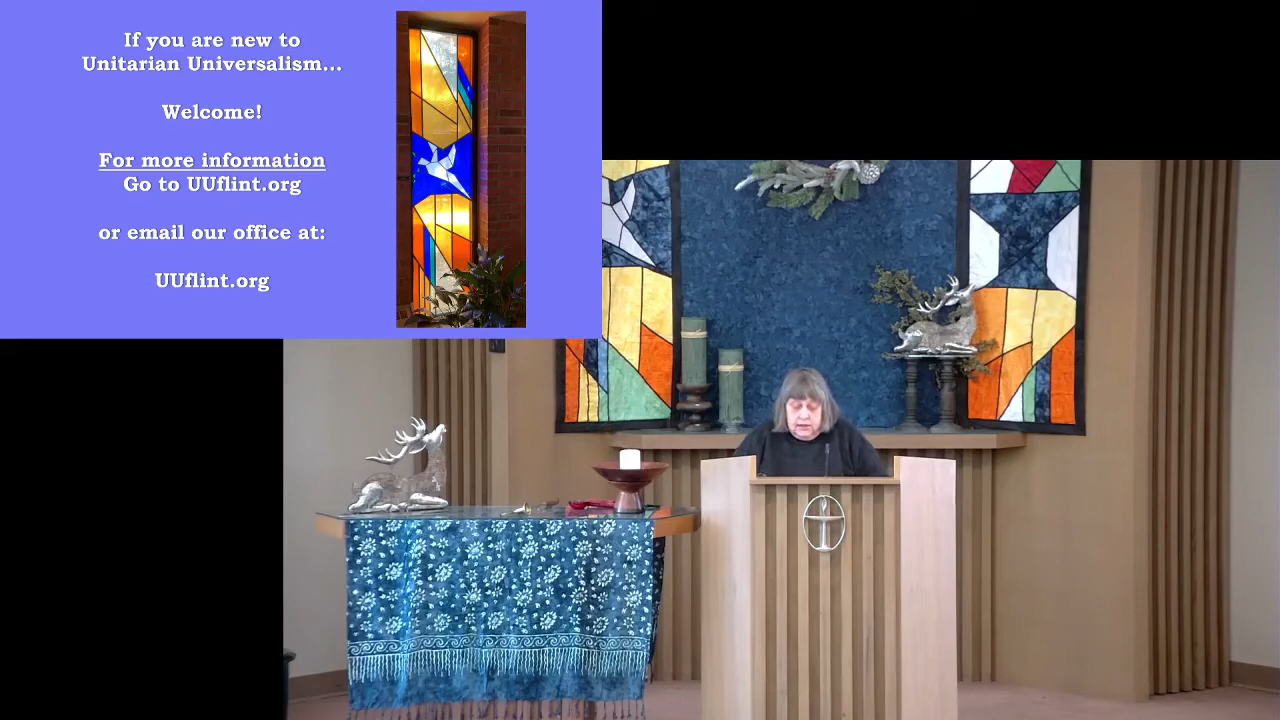 If you are new to
Unitarian Universalism...
Welcome!
For more information
Go to UUflint.org
or email our office at:
UUflint.org